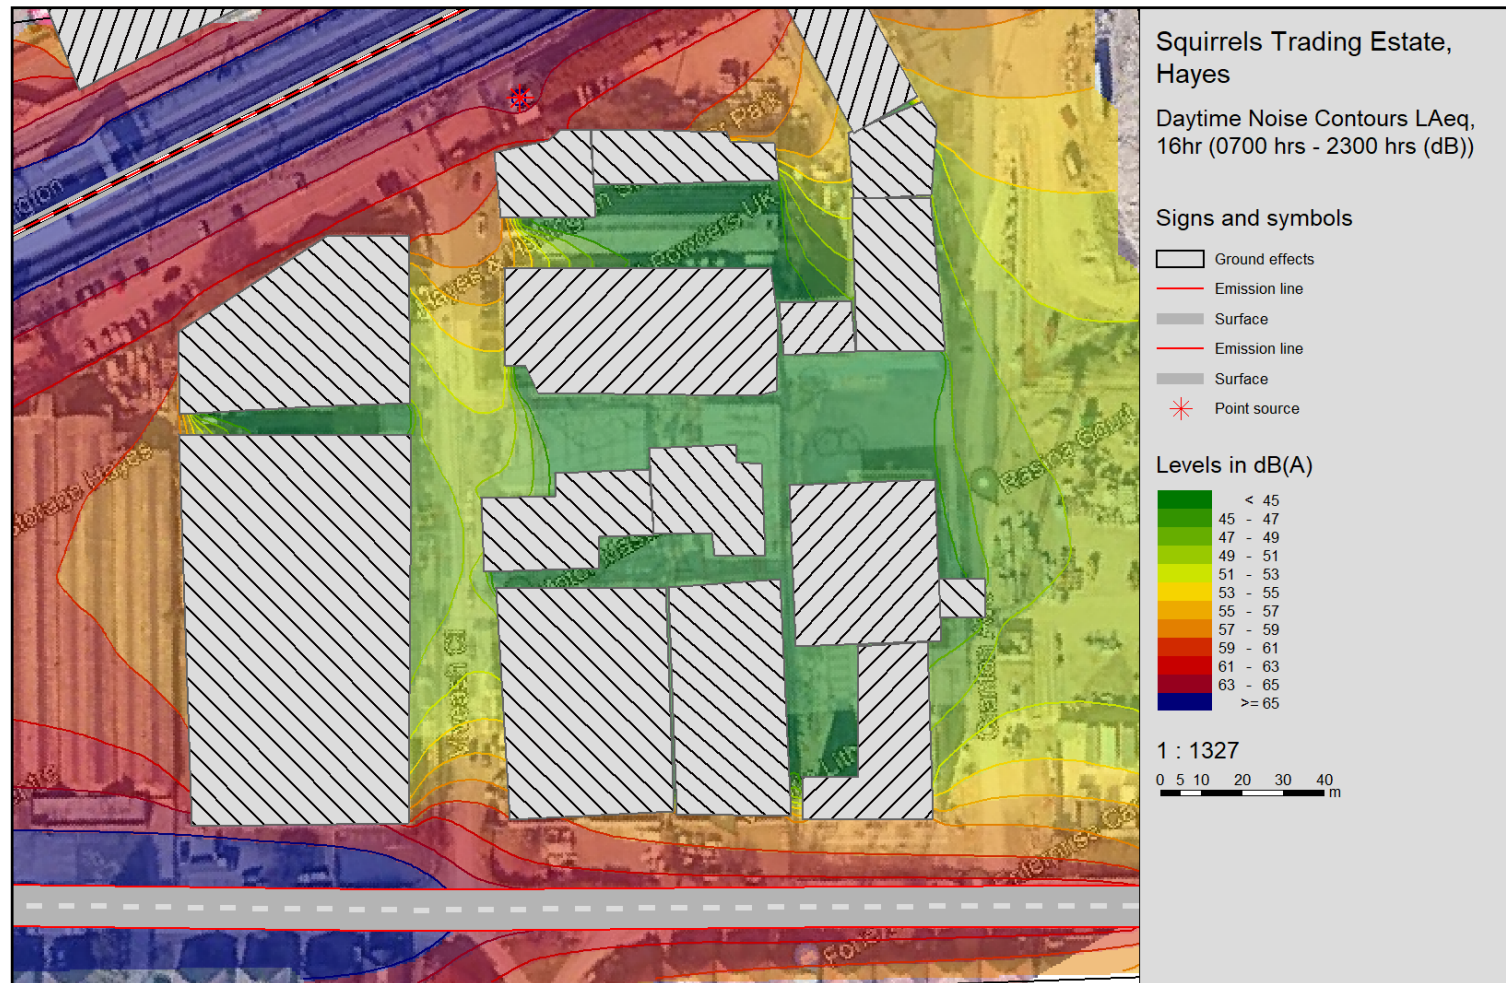 Squirrels Trading Estate,
Hayes
Daytime Noise Contours LAeq,
16hr (0700 hrs - 2300 hrs (dB))
Signs and symbols
Ground effects
Emission line
Surface
Emission line
Surface
Point source
Levels in dB(A)
< 45
45 - 47
47 - 49
49 - 51
51 - 53
53 - 55
55 - 57
57 - 59
59 - 61
61 - 63
63 - 65
>= 65
1 : 1327
0 5 10 20 30 40
m
Powders UK
Hayes